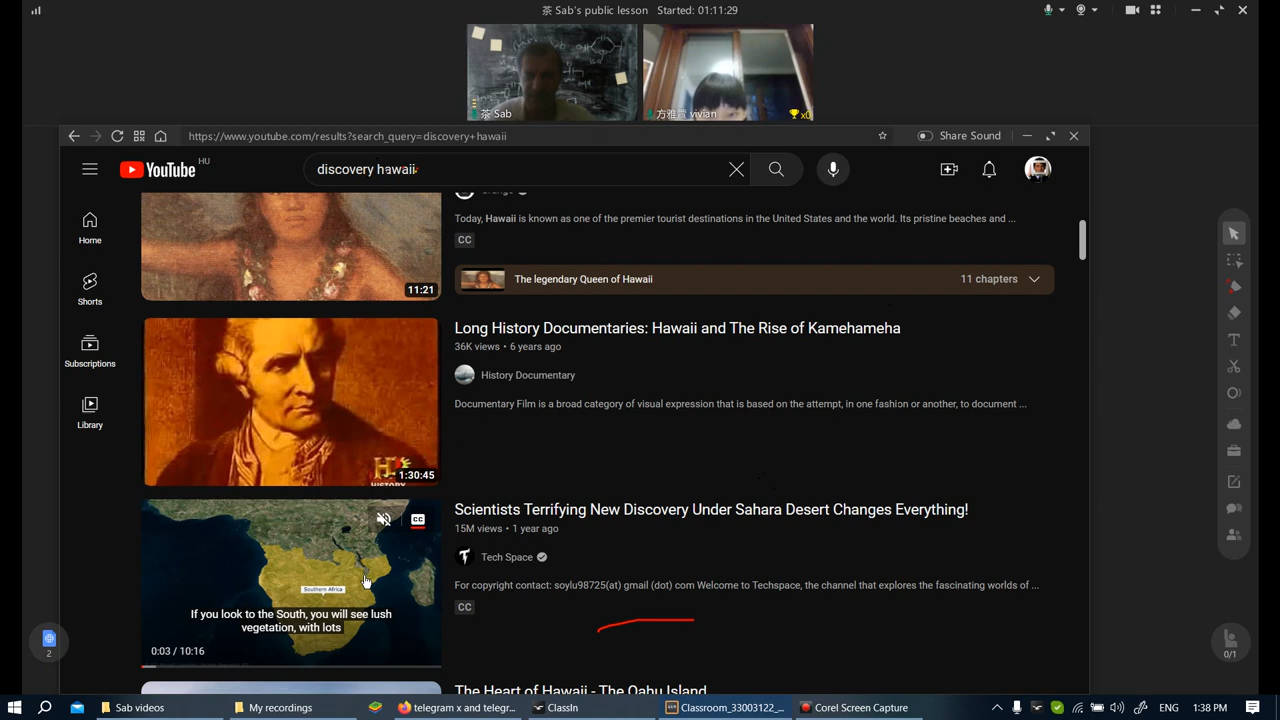 茶 Sab's public lesson Started: 01:11:29
茶 Sab
方雅萱 vivian
x0
https://www.youtube.com/results?search_query=discovery+hawaii
Share Sound
YouTube HU
discovery hawaii
Today, Hawaii is known as one of the premier tourist destinations in the United States and the world. Its pristine beaches and ...
CC
Home
Shorts
Subscriptions
Library
11:21
The legendary Queen of Hawaii
11 chapters
Long History Documentaries: Hawaii and The Rise of Kamehameha
36K views • 6 years ago
History Documentary
Documentary Film is a broad category of visual expression that is based on the attempt, in one fashion or another, to document ...
H
HISTORY
1:30:45
Scientists Terrifying New Discovery Under Sahara Desert Changes Everything!
15M views • 1 year ago
Tech Space
For copyright contact: soylu98725(at) gmail (dot) com Welcome to Techspace, the channel that explores the fascinating worlds of ...
CC
CC
Southern Africa
If you look to the South, you will see lush
vegetation, with lots
0:03 / 10:16
The Heart of Hawaii - The Oahu Island
2
0/1
Sab videos
My recordings
telegram x and telegr...
ClassIn
Classroom_33003122_...
Corel Screen Capture
1:38 PM